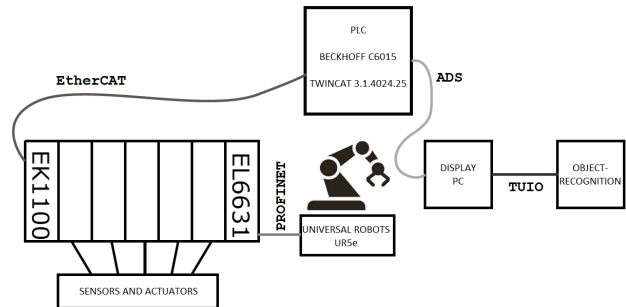 PLC
BECKHOFF C6015
TWINCAT 3.1.4024.25
EtherCAT
ADS
EK1100
EL6631
PROFINET
UNIVERSAL ROBOTS
UR5e
DISPLAY
PC
TUIO
OBJECT-
RECOGNITION
SENSORS AND ACTUATORS